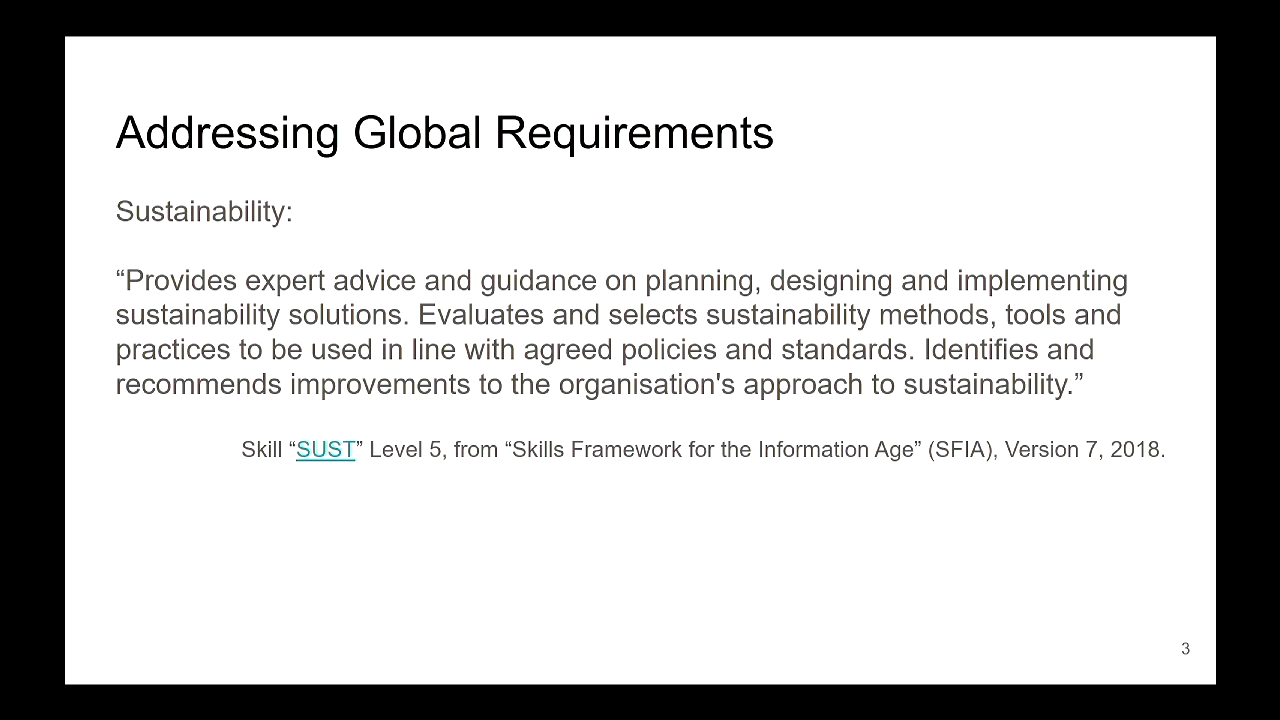 Addressing Global Requirements
Sustainability:
“Provides expert advice and guidance on planning, designing and implementing
sustainability solutions. Evaluates and selects sustainability methods, tools and
practices to be used in line with agreed policies and standards. Identifies and
recommends improvements to the organisation's approach to sustainability.”
Skill “SUST” Level 5, from “Skills Framework for the Information Age” (SFIA), Version 7, 2018.
3